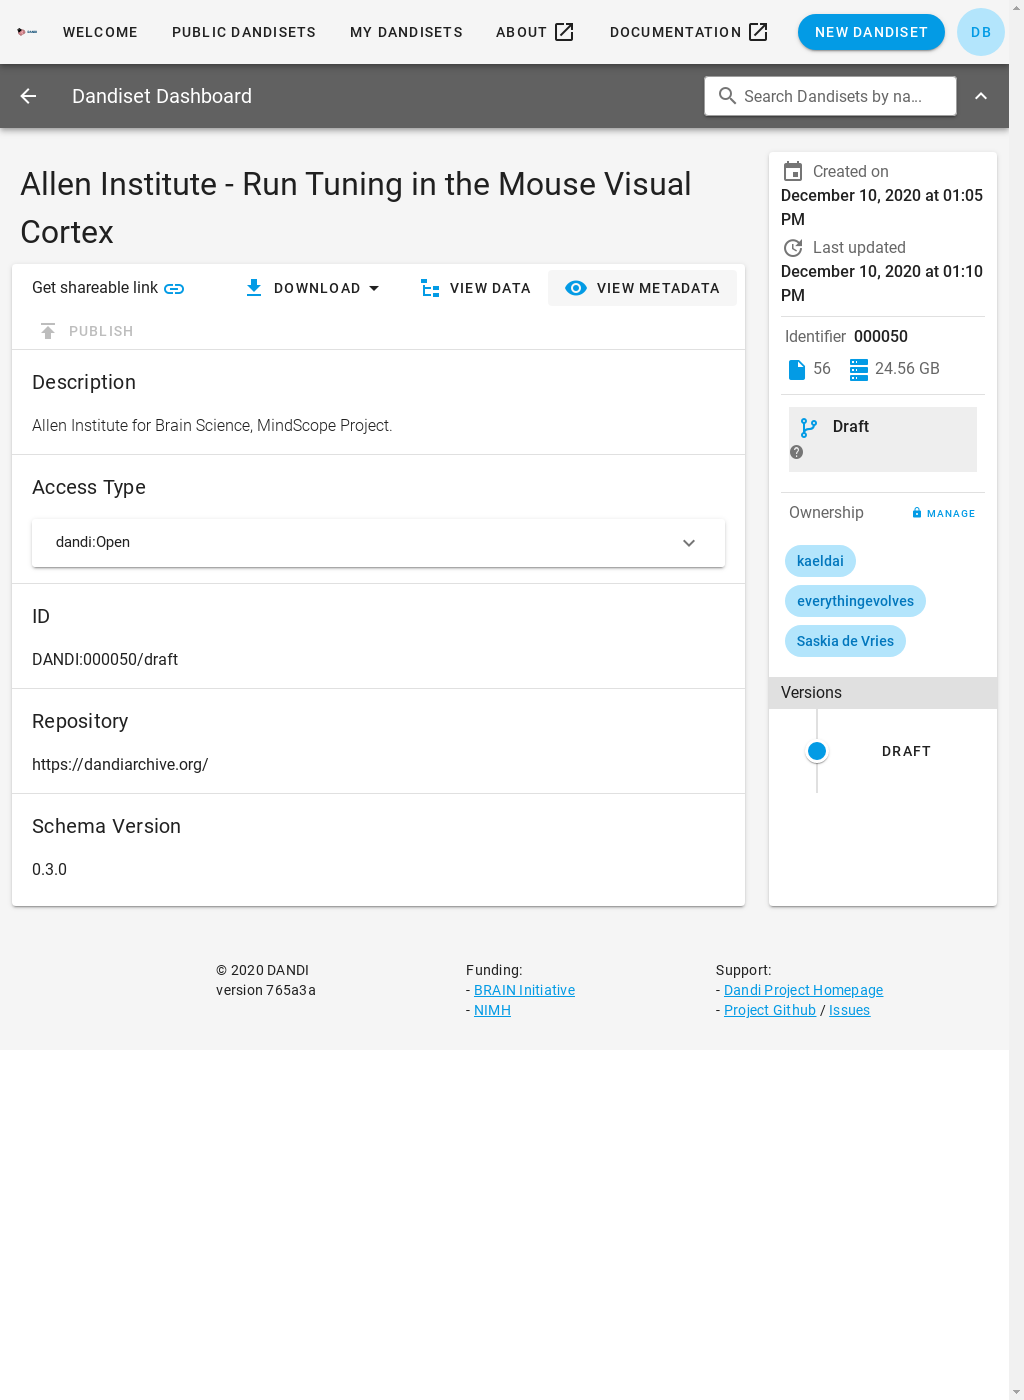 WELCOME PUBLIC DANDISETS MY DANDISETS ABOUT DOCUMENTATION NEW DANDISET DB
Dandiset Dashboard Search Dandisets by na...
Allen Institute - Run Tuning in the Mouse Visual
Cortex
Get shareable link DOWNLOAD VIEW DATA VIEW METADATA
PUBLISH
Description
Allen Institute for Brain Science, MindScope Project.
Access Type
dandi:Open
ID
DANDI:000050/draft
Repository
https://dandiarchive.org/
Schema Version
0.3.0
Created on
December 10, 2020 at 01:05
PM
Last updated
December 10, 2020 at 01:10
PM
Identifier 000050
56 24.56 GB
Draft
Ownership MANAGE
kaeldai
everythingevolves
Saskia de Vries
Versions
DRAFT
© 2020 DANDI
version 765a3a
Funding:
- BRAIN Initiative
- NIMH
Support:
- Dandi Project Homepage
- Project Github / Issues